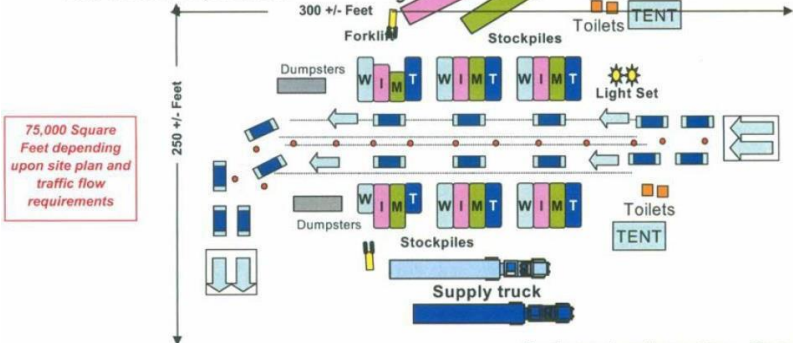 300 +/- Feet
Toilets
TENT
Forklift
Stockpiles
Dumpsters
W I M T
W I M T
W I M T
Light Set
250 +/- Feet
75,000 Square
Feet depending
upon site plan and
traffic flow
requirements
W I M T
W I M T
W I M T
Toilets
Dumpsters
TENT
Stockpiles
Supply truck